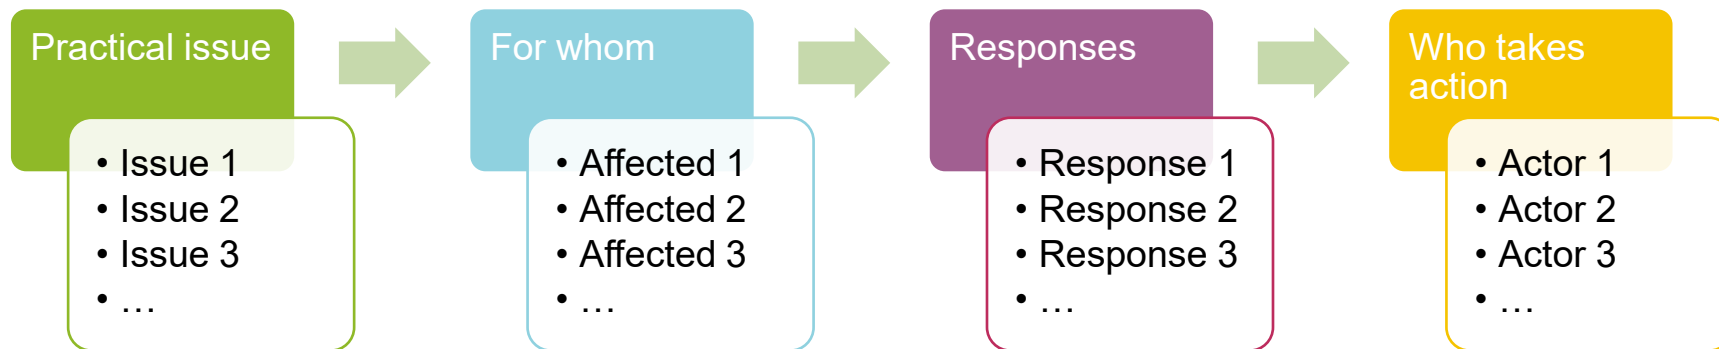 Practical issue
• Issue 1
• Issue 2
• Issue 3
• …
For whom
• Affected 1
• Affected 2
• Affected 3
• …
Responses
• Response 1
• Response 2
• Response 3
• …
Who takes
action
• Actor 1
• Actor 2
• Actor 3
• …